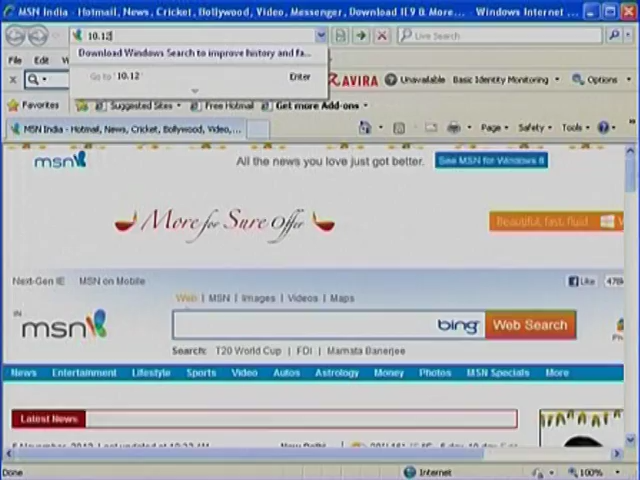 MSN India - Hotmail, News, Cricket, Bollywood, Video, Messenger, Download IE9 & More... - Windows Internet ...
10.12
Live Search
Download Windows Search to improve history and fa...
File Edit
Go to '10.12' Enter
AVIRA Unavailable Basic Identity Monitoring Options
Favorites Suggested Sites Free Hotmail Get more Add-ons
MSN India - Hotmail, News, Cricket, Bollywood, Video,...
Page Safety Tools
msn All the news you love just got better. See MSN for Windows 8
More for Sure Offer
Beautiful, fast, fluid
Next-Gen IE MSN on Mobile Like 478
Web | MSN | Images | Videos | Maps
IN
msn bing Web Search
Search: T20 World Cup | FDI | Mamata Banerjee
News Entertainment Lifestyle Sports Video Autos Astrology Money Photos MSN Specials More
Latest News
New Delhi
Done Internet 100%